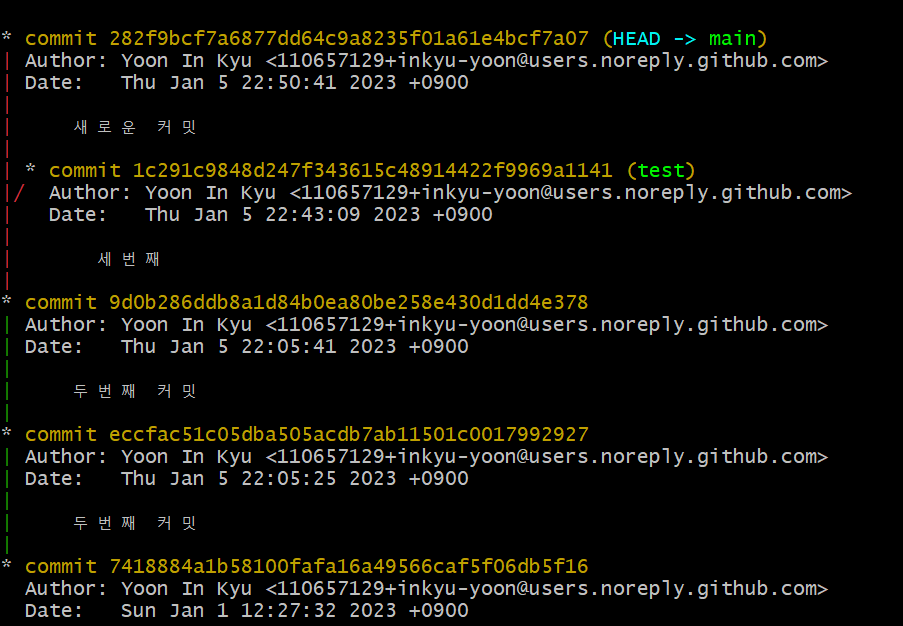 * commit 282f9bcf7a6877dd64c9a8235f01a61e4bcf7a07 (HEAD -> main)
| Author: Yoon In Kyu <110657129+inkyu-yoon@users.noreply.github.com>
| Date:   Thu Jan 5 22:50:41 2023 +0900
|
|     새로운 커밋
|
| * commit 1c291c9848d247f343615c48914422f9969a1141 (test)
|/  Author: Yoon In Kyu <110657129+inkyu-yoon@users.noreply.github.com>
|   Date:   Thu Jan 5 22:43:09 2023 +0900
|
|       세번째
|
* commit 9d0b286ddb8a1d84b0ea80be258e430d1dd4e378
| Author: Yoon In Kyu <110657129+inkyu-yoon@users.noreply.github.com>
| Date:   Thu Jan 5 22:05:41 2023 +0900
|
|     두번째 커밋
|
* commit eccfac51c05dba505acdb7ab11501c0017992927
| Author: Yoon In Kyu <110657129+inkyu-yoon@users.noreply.github.com>
| Date:   Thu Jan 5 22:05:25 2023 +0900
|
|     두번째 커밋
|
* commit 7418884a1b58100fafa16a49566caf5f06db5f16
  Author: Yoon In Kyu <110657129+inkyu-yoon@users.noreply.github.com>
  Date:   Sun Jan 1 12:27:32 2023 +0900